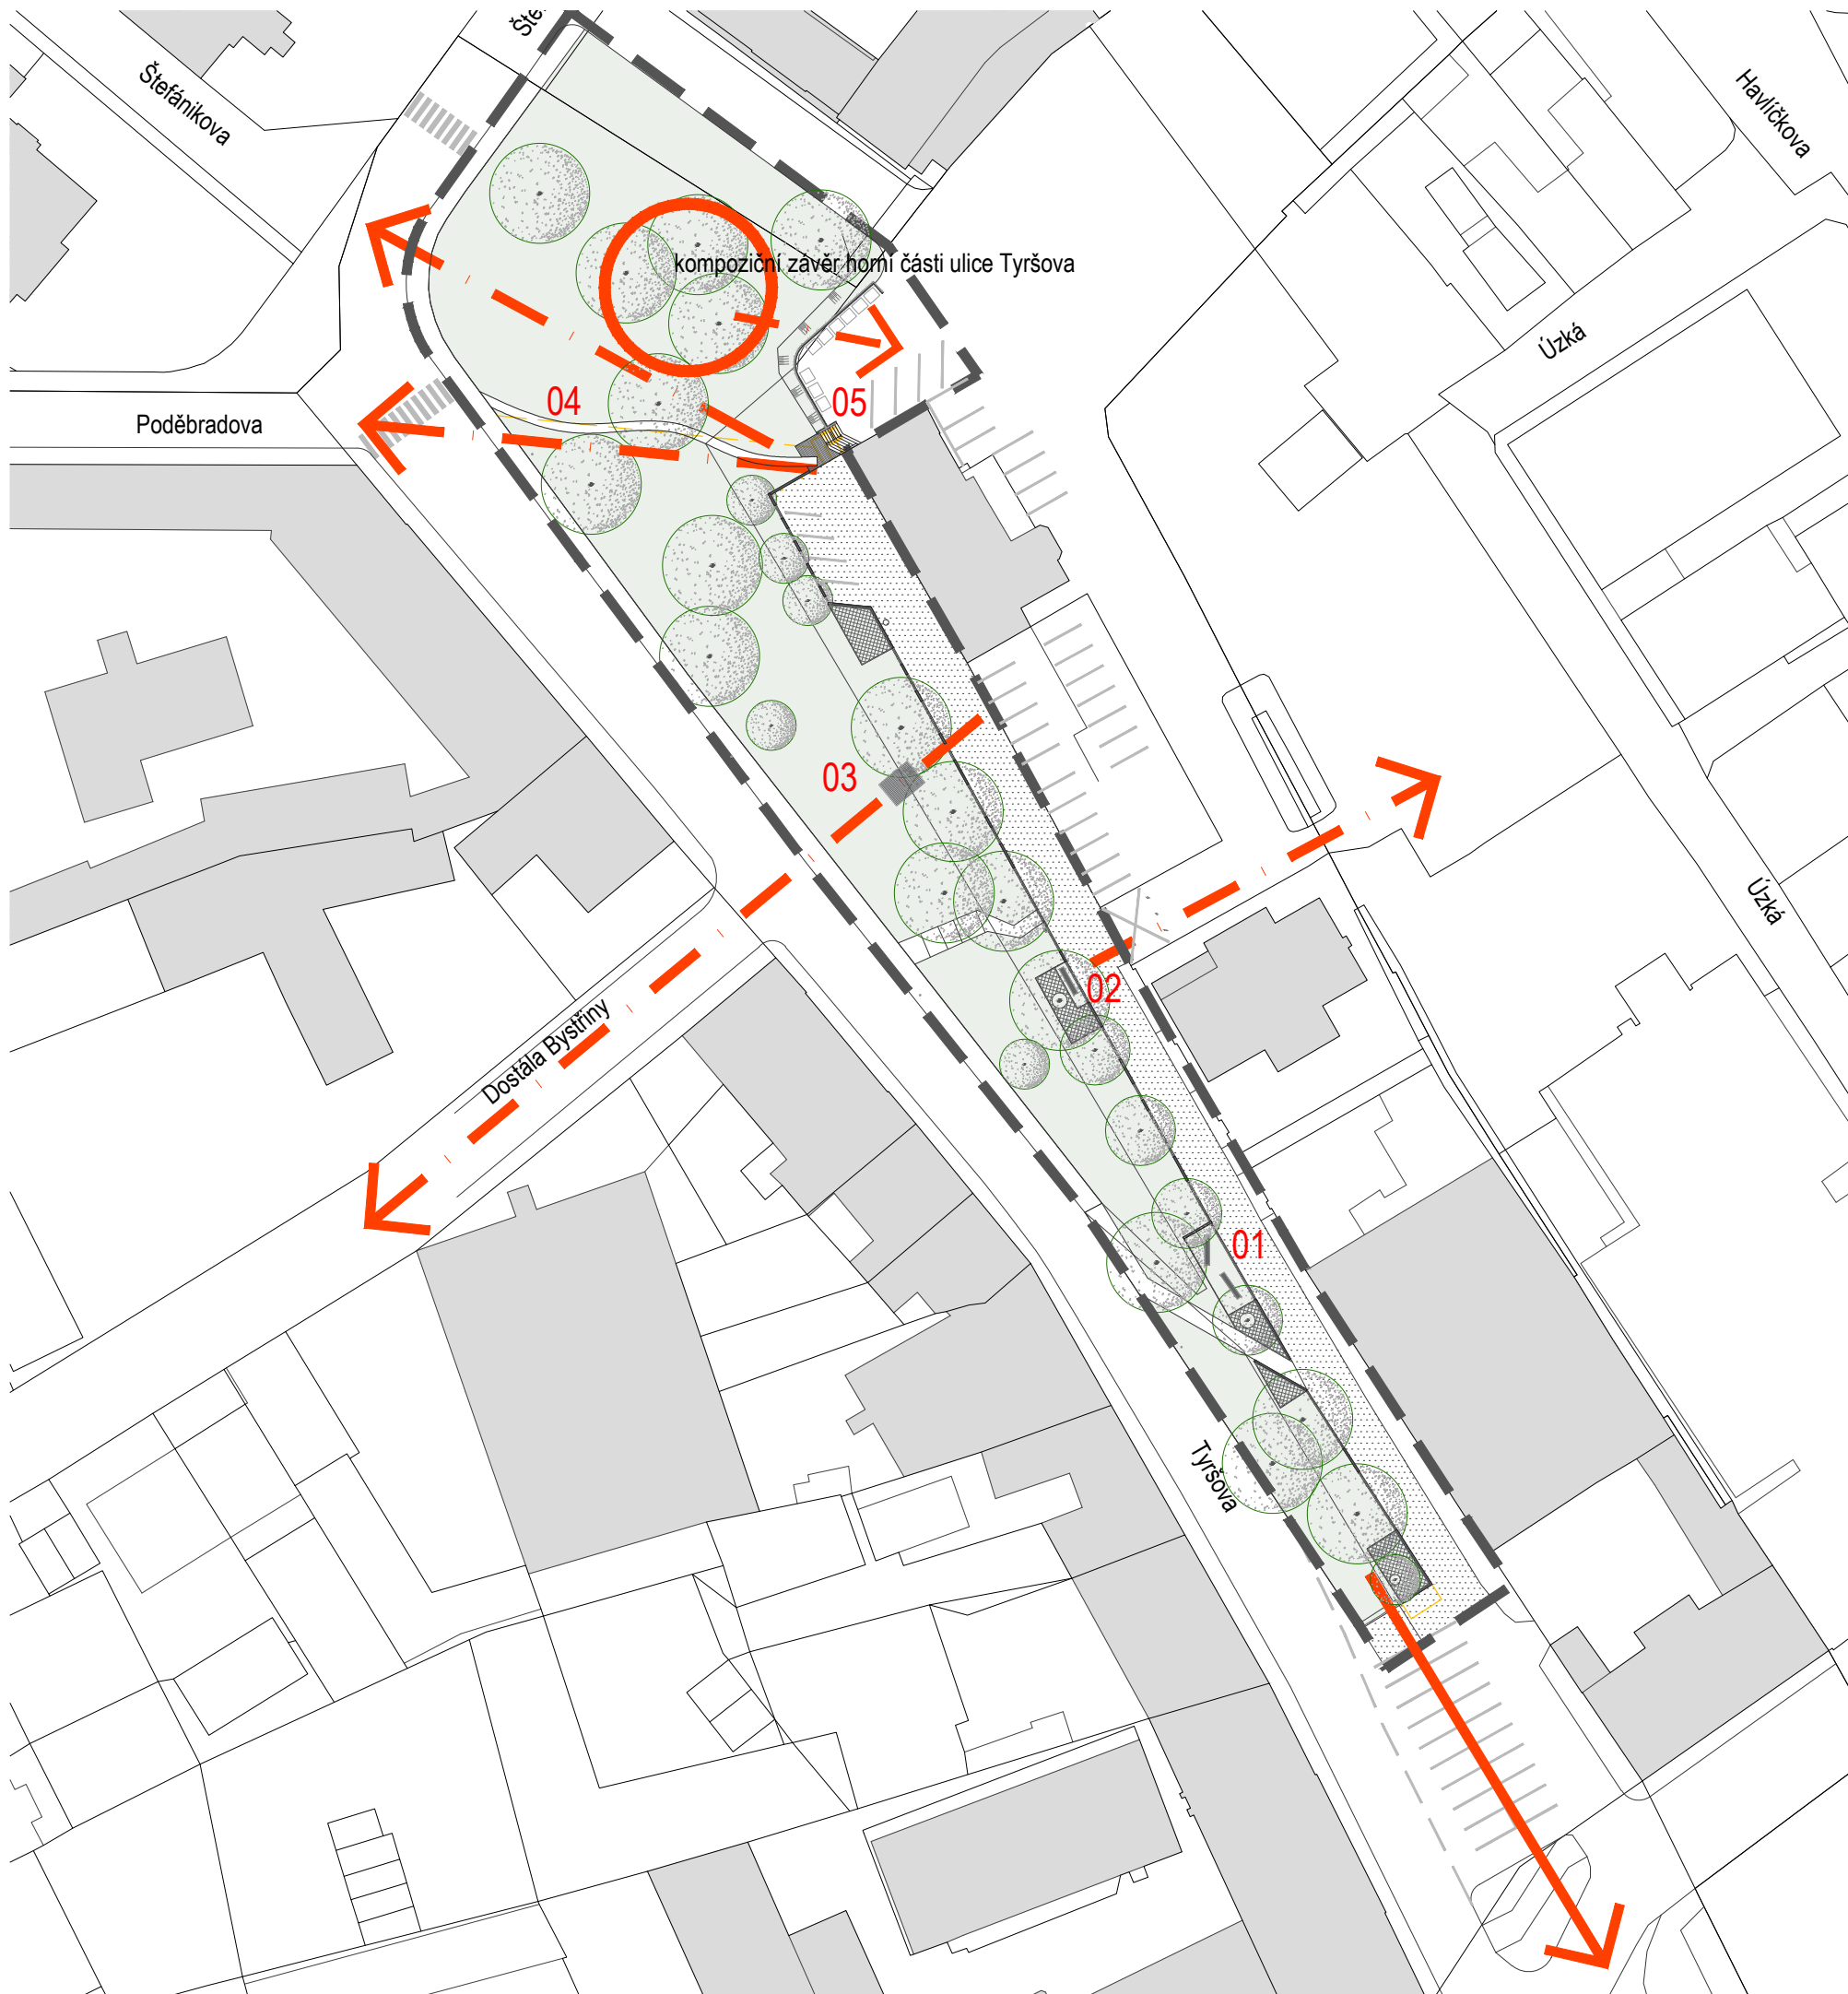 Štefánikova
Havlíčkova
kompoziční závěr horní části ulice Tyršova
Úzká
04
05
Poděbradova
03
Úzká
02
Dostála Bystřiny
01
Tyršova